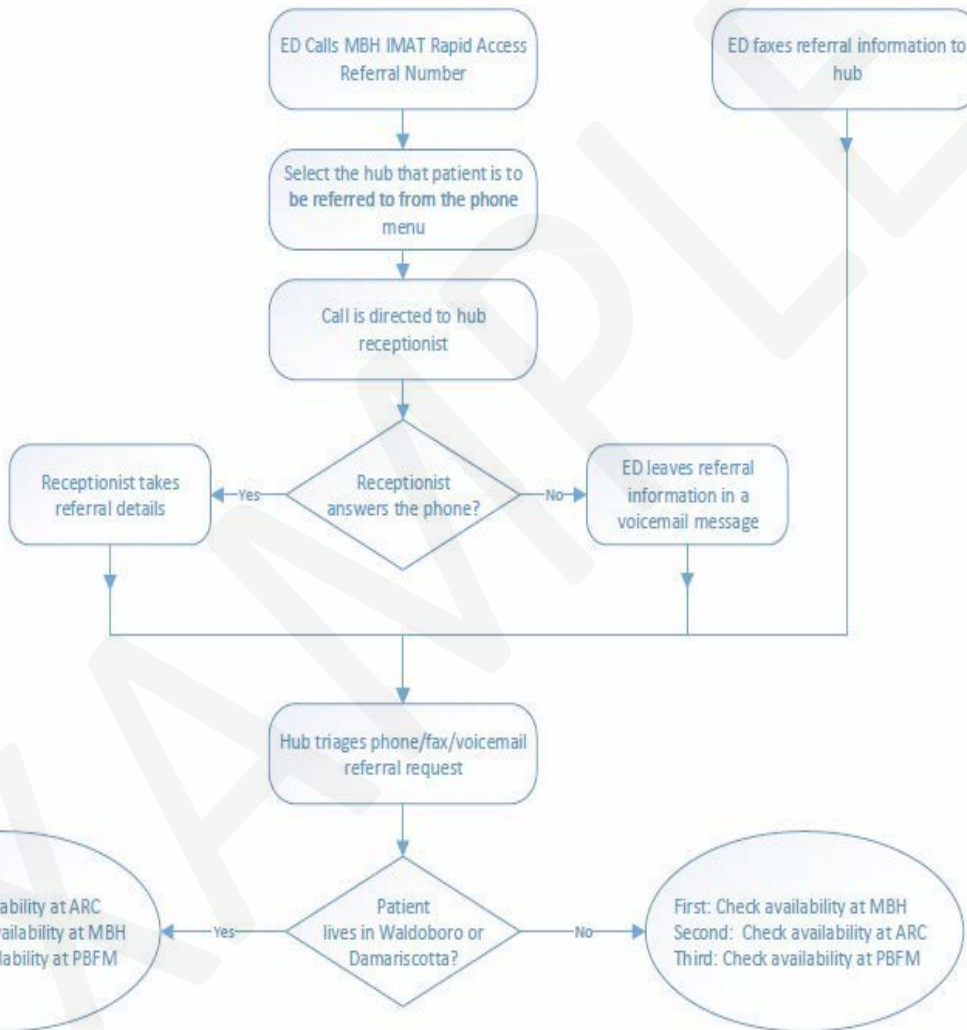 ED Calls MBH IMAT Rapid Access
Referral Number
ED faxes referral information to
hub
Select the hub that patient is to
be referred to from the phone
menu
Call is directed to hub
receptionist
Receptionist takes
referral details
Yes
Receptionist
answers the phone?
No
ED leaves referral
information in a
voicemail message
Hub triages phone/fax/voicemail
referral request
ability at ARC
ailability at MBH
lability at PBFM
Yes
Patient
lives in Waldoboro or
Damariscotta?
No
First: Check availability at MBH
Second: Check availability at ARC
Third: Check availability at PBFM